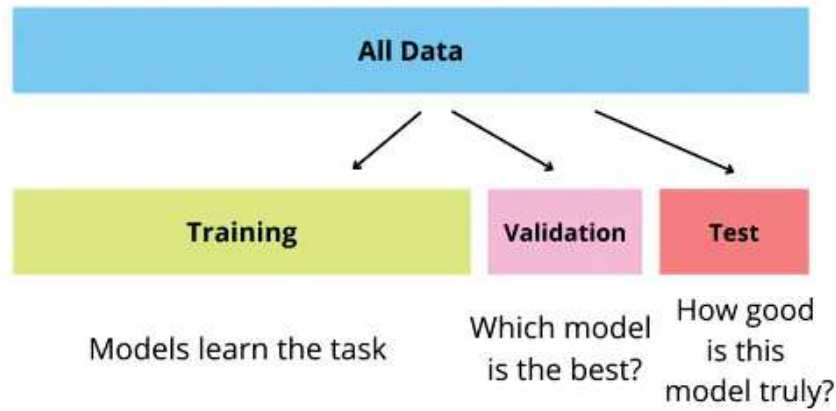 All Data
Training
Validation
Test
Models learn the task
Which model
is the best?
How good
is this
model truly?